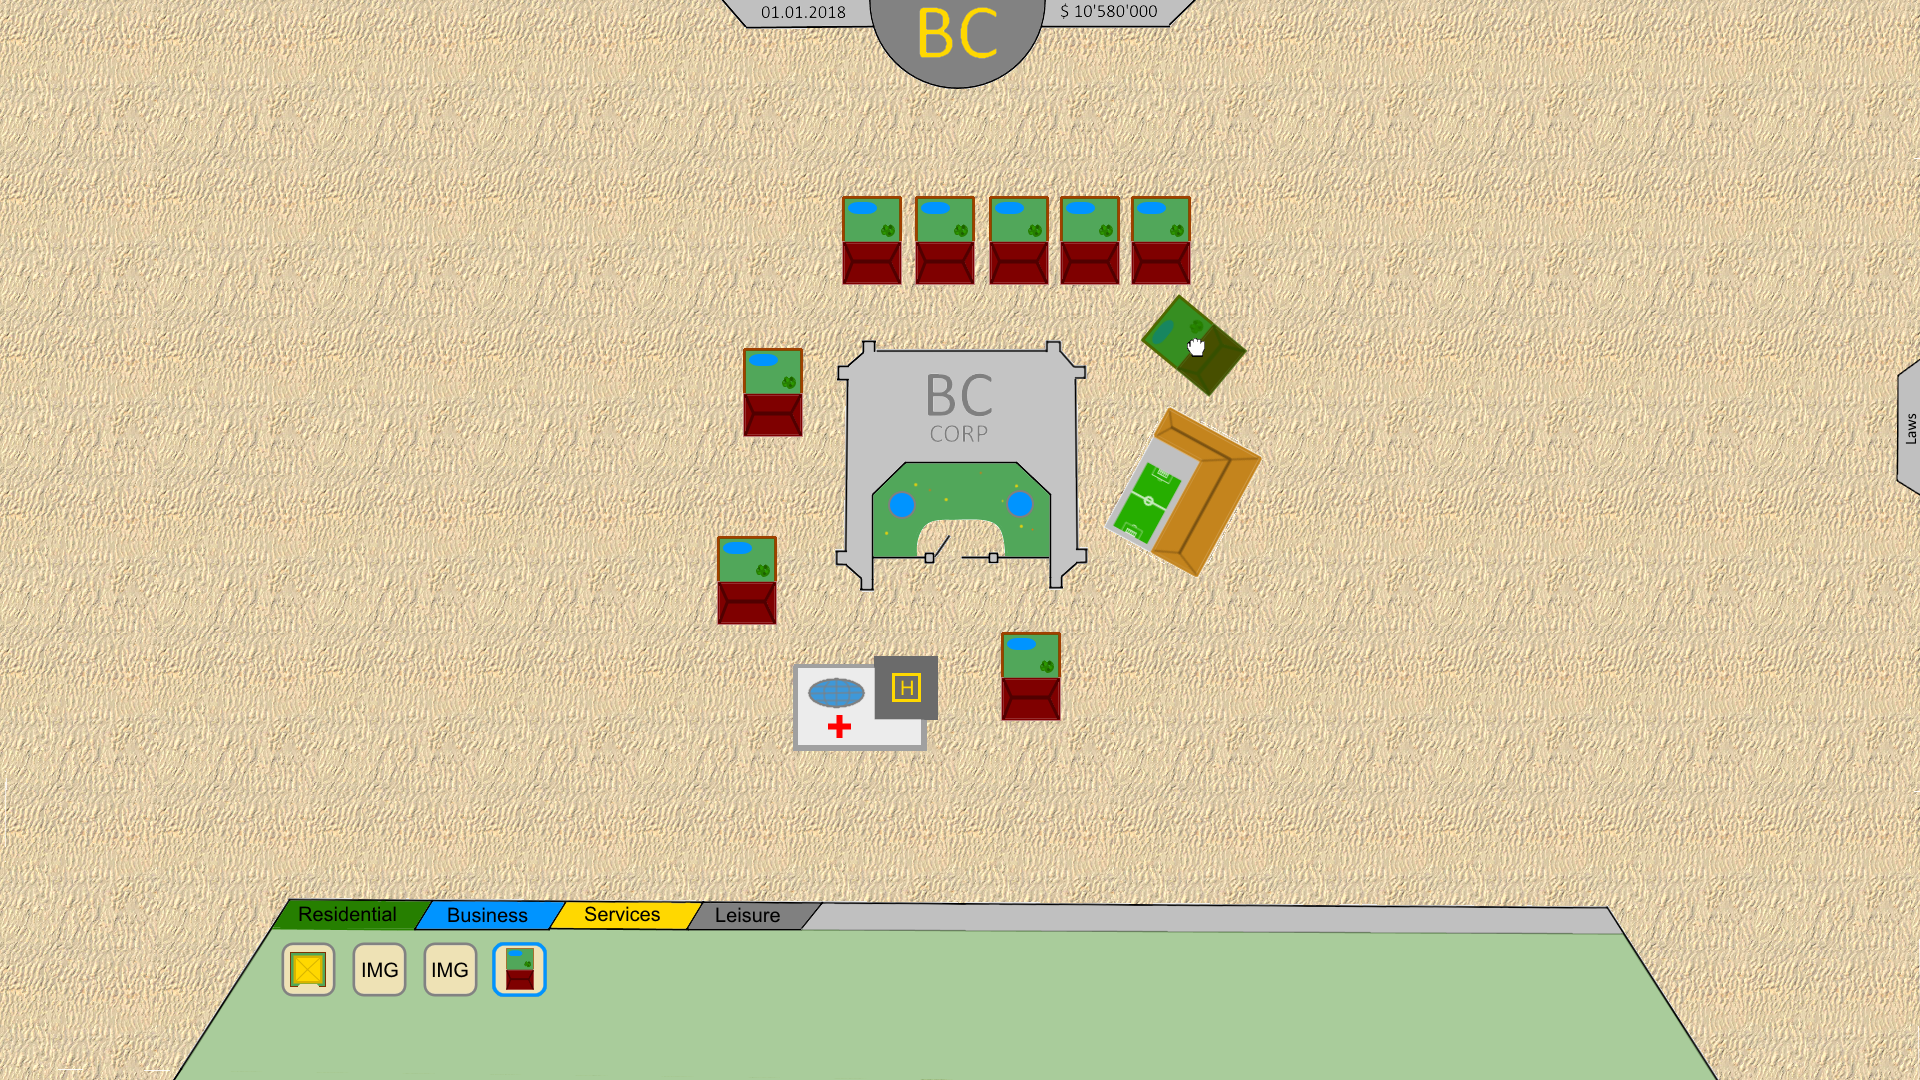 01.01.2018
BC
$ 10'580'000
BC
CORP
Laws
H
Residential
Business
Services
Leisure
IMG
IMG